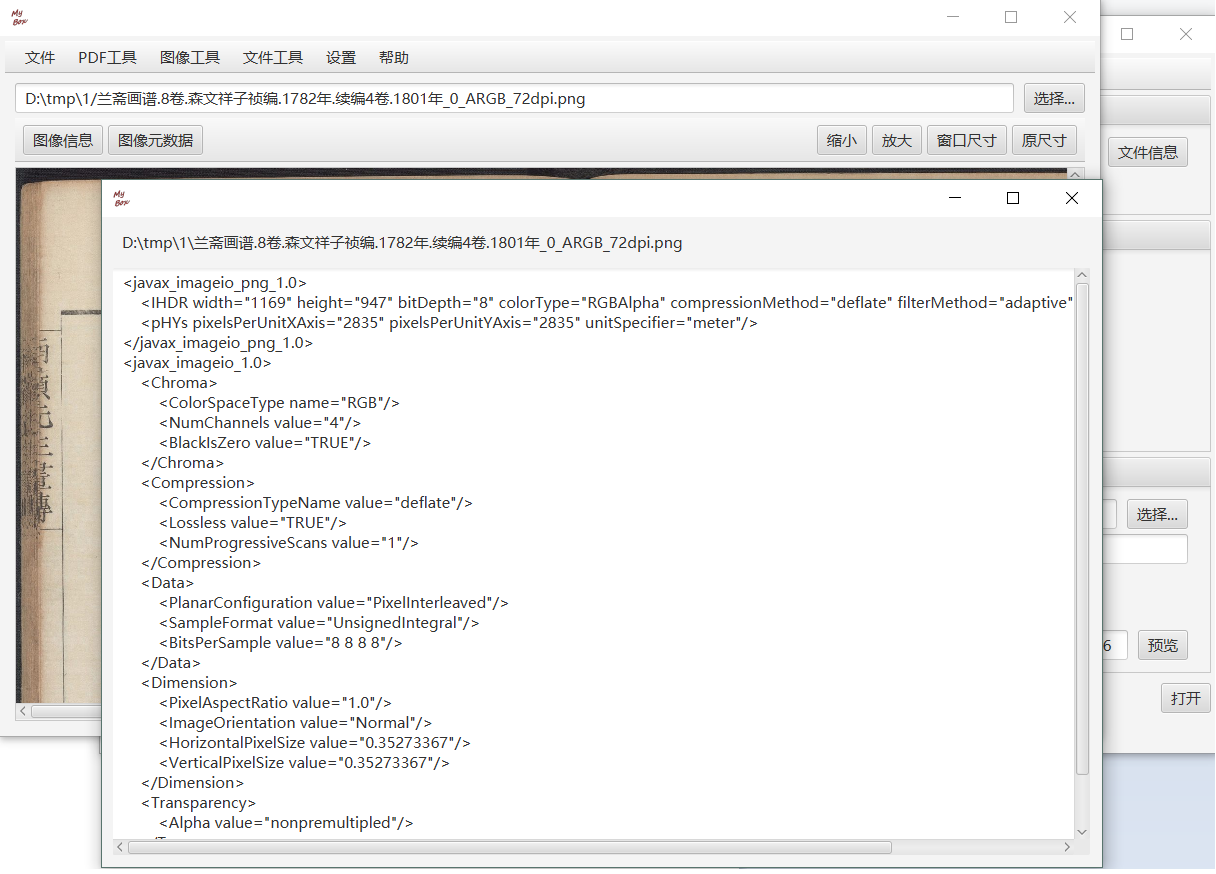 My Box
文件 PDF工具 图像工具 文件工具 设置 帮助
D:\tmp\1/兰斋画谱.8卷.森文祥子祯编.1782年.续编4卷.1801年_0_ARGB_72dpi.png 选择...
图像信息 图像元数据 缩小 放大 窗口尺寸 原尺寸
文件信息
选择...
6 预览
打开
My Box
D:\tmp\1\兰斋画谱.8卷.森文祥子祯编.1782年.续编4卷.1801年_0_ARGB_72dpi.png
<javax_imageio_png_1.0>
<IHDR width="1169" height="947" bitDepth="8" colorType="RGBAlpha" compressionMethod="deflate" filterMethod="adaptive"
<pHYs pixelsPerUnitXAxis="2835" pixelsPerUnitYAxis="2835" unitSpecifier="meter"/>
</javax_imageio_png_1.0>
<javax_imageio_1.0>
<Chroma>
<ColorSpaceType name="RGB"/>
<NumChannels value="4"/>
<BlackIsZero value="TRUE"/>
</Chroma>
<Compression>
<CompressionTypeName value="deflate"/>
<Lossless value="TRUE"/>
<NumProgressiveScans value="1"/>
</Compression>
<Data>
<PlanarConfiguration value="PixelInterleaved"/>
<SampleFormat value="UnsignedIntegral"/>
<BitsPerSample value="8 8 8 8"/>
</Data>
<Dimension>
<PixelAspectRatio value="1.0"/>
<ImageOrientation value="Normal"/>
<HorizontalPixelSize value="0.35273367"/>
<VerticalPixelSize value="0.35273367"/>
</Dimension>
<Transparency>
<Alpha value="nonpremultipled"/>